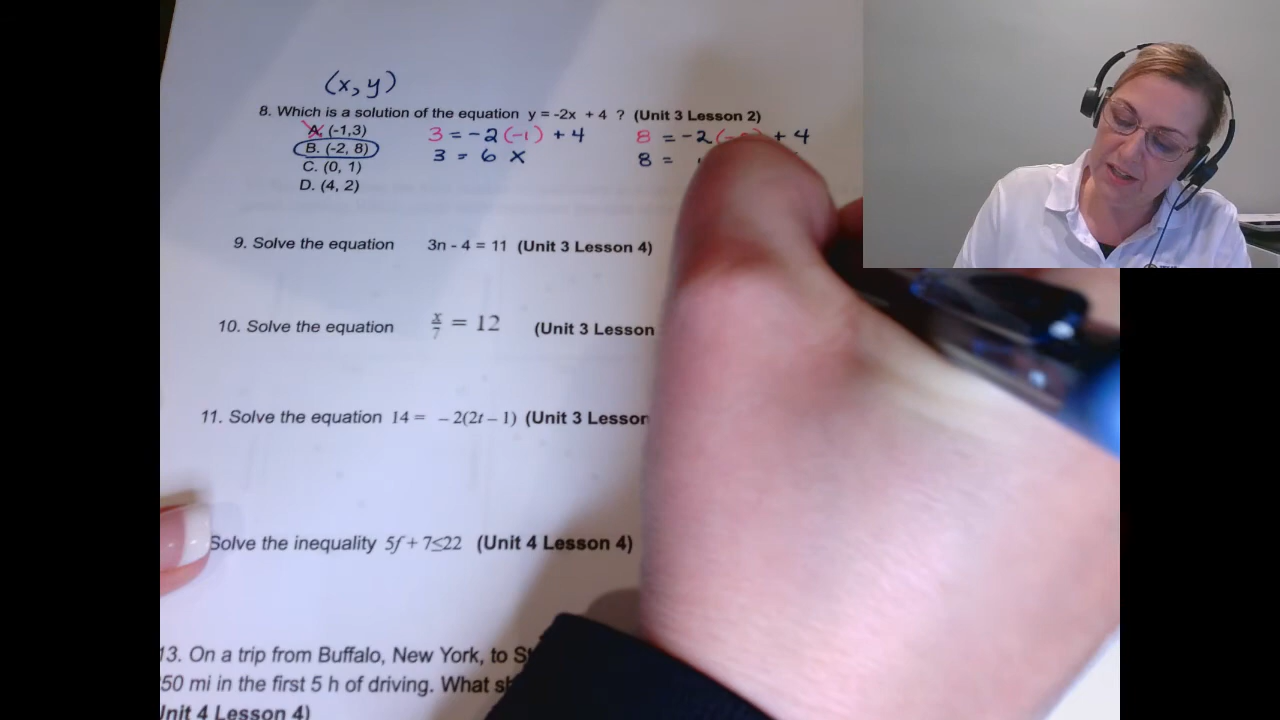 (x, y)
8. Which is a solution of the equation y = -2x + 4 ? (Unit 3 Lesson 2)
A. (-1,3) 3 = -2(-1) + 4 8 = -2( + 4
B. (-2, 8) 3 = 6 x 8 =
C. (0, 1)
D. (4, 2)
9. Solve the equation 3n - 4 = 11 (Unit 3 Lesson 4)
10. Solve the equation x/7 = 12 (Unit 3 Lesson
11. Solve the equation 14 = - 2(2t - 1) (Unit 3 Lesson
Solve the inequality 5f + 7≤22 (Unit 4 Lesson 4)
13. On a trip from Buffalo, New York, to
50 mi in the first 5 h of driving. What
Unit 4 Lesson 4)